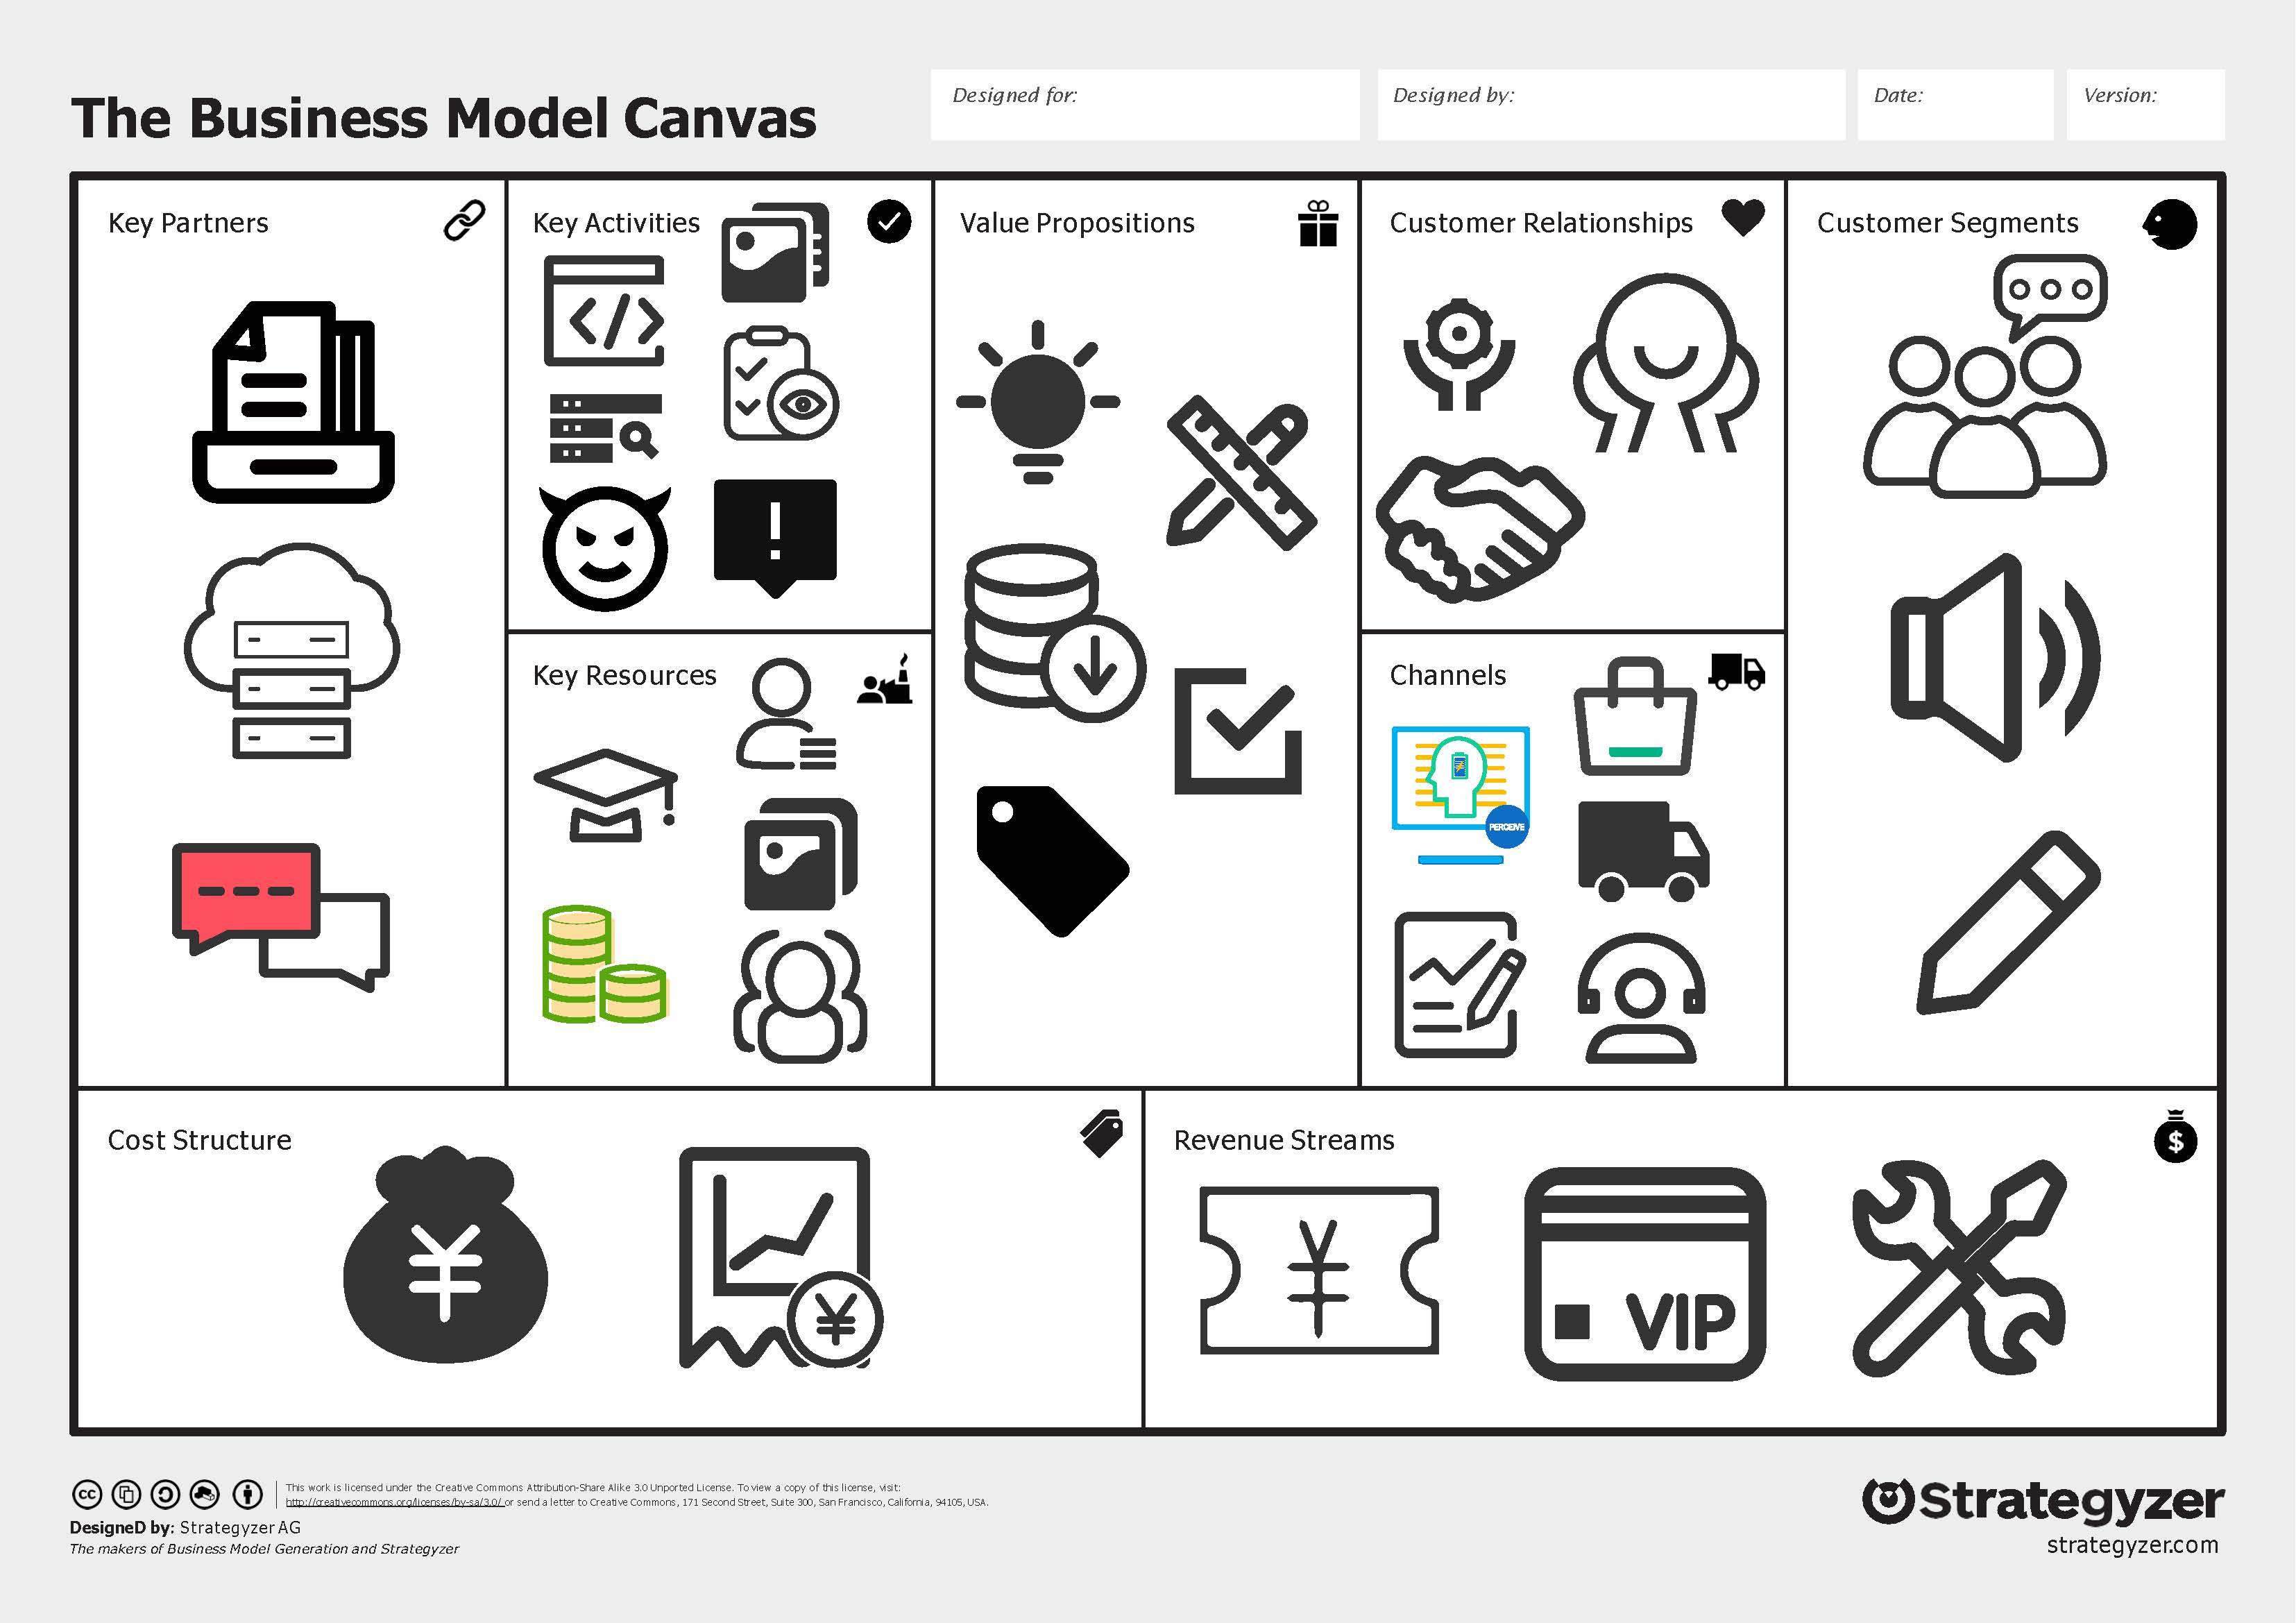 The Business Model Canvas
Designed for:
Designed by:
Date:
Version:
Key Partners
Key Activities
Value Propositions
Customer Relationships
Customer Segments
</>
!
Key Resources
Channels
PERCEIVE
Cost Structure
¥
¥
Revenue Streams
$
¥
VIP
cc
This work is licensed under the Creative Commons Attribution-Share Alike 3.0 Unported License. To view a copy of this license, visit:
http://creativecommons.org/licenses/by-sa/3.0/ or send a letter to Creative Commons, 171 Second Street, Suite 300, San Francisco, California, 94105, USA.
DesigneD by: Strategyzer AG
The makers of Business Model Generation and Strategyzer
Strategyzer
strategyzer.com